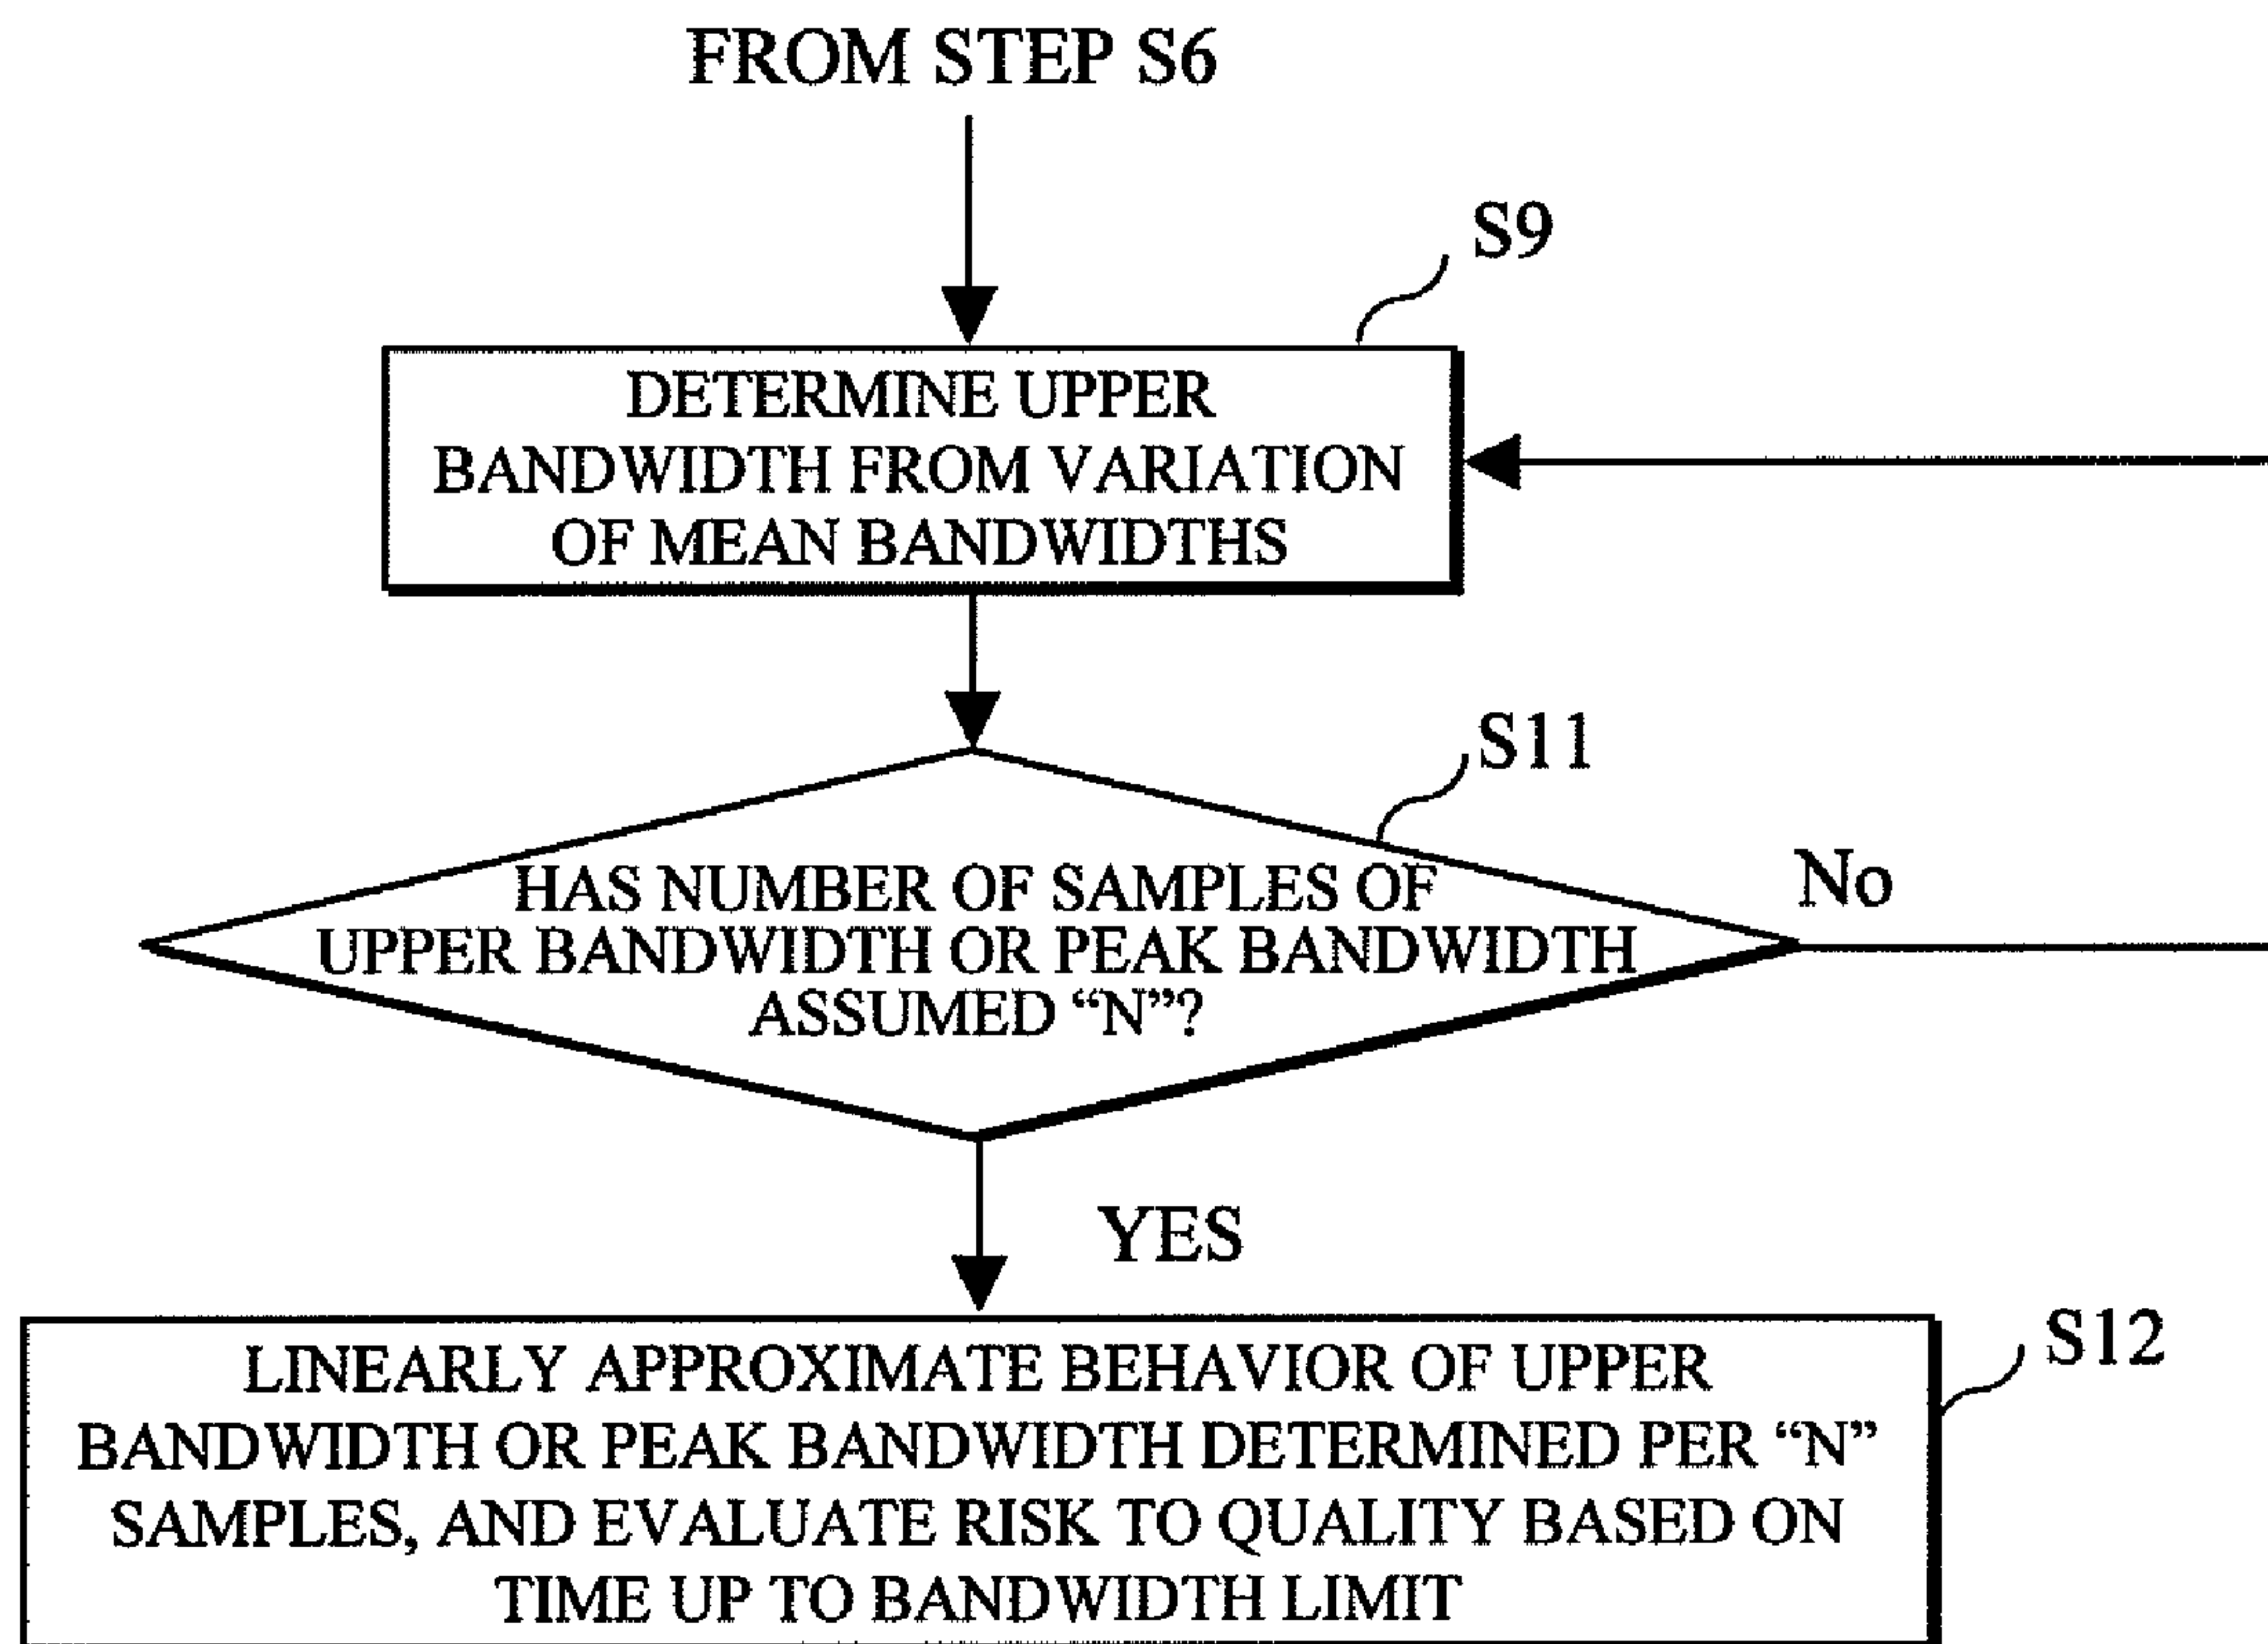 FROM STEP S6
S9
DETERMINE UPPER
BANDWIDTH FROM VARIATION
OF MEAN BANDWIDTHS
S11
HAS NUMBER OF SAMPLES OF
UPPER BANDWIDTH OR PEAK BANDWIDTH
ASSUMED “N”?
No
YES
S12
LINEARLY APPROXIMATE BEHAVIOR OF UPPER
BANDWIDTH OR PEAK BANDWIDTH DETERMINED PER “N”
SAMPLES, AND EVALUATE RISK TO QUALITY BASED ON
TIME UP TO BANDWIDTH LIMIT